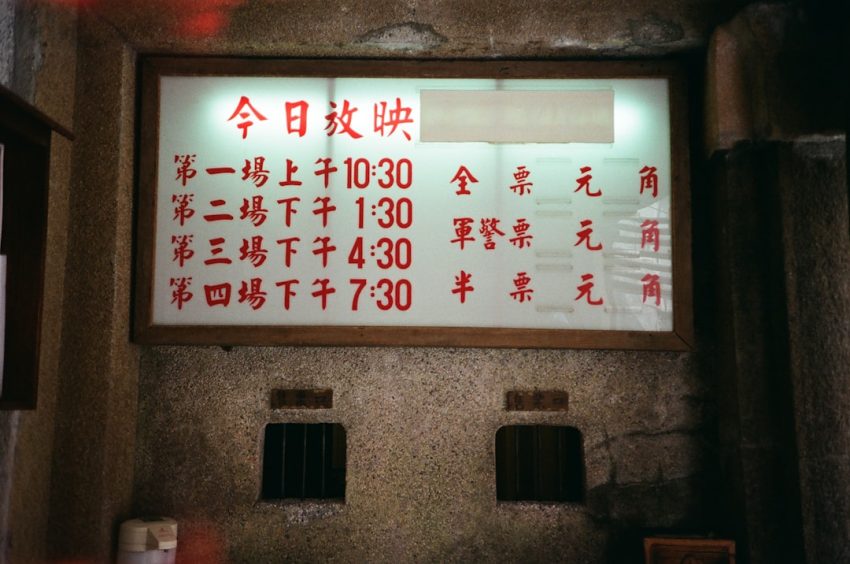 今日放映
第一場上午10:30
第二場下午1:30
第三場下午4:30
第四場下午7:30
全票 元 角
軍警票 元 角
半票 元 角